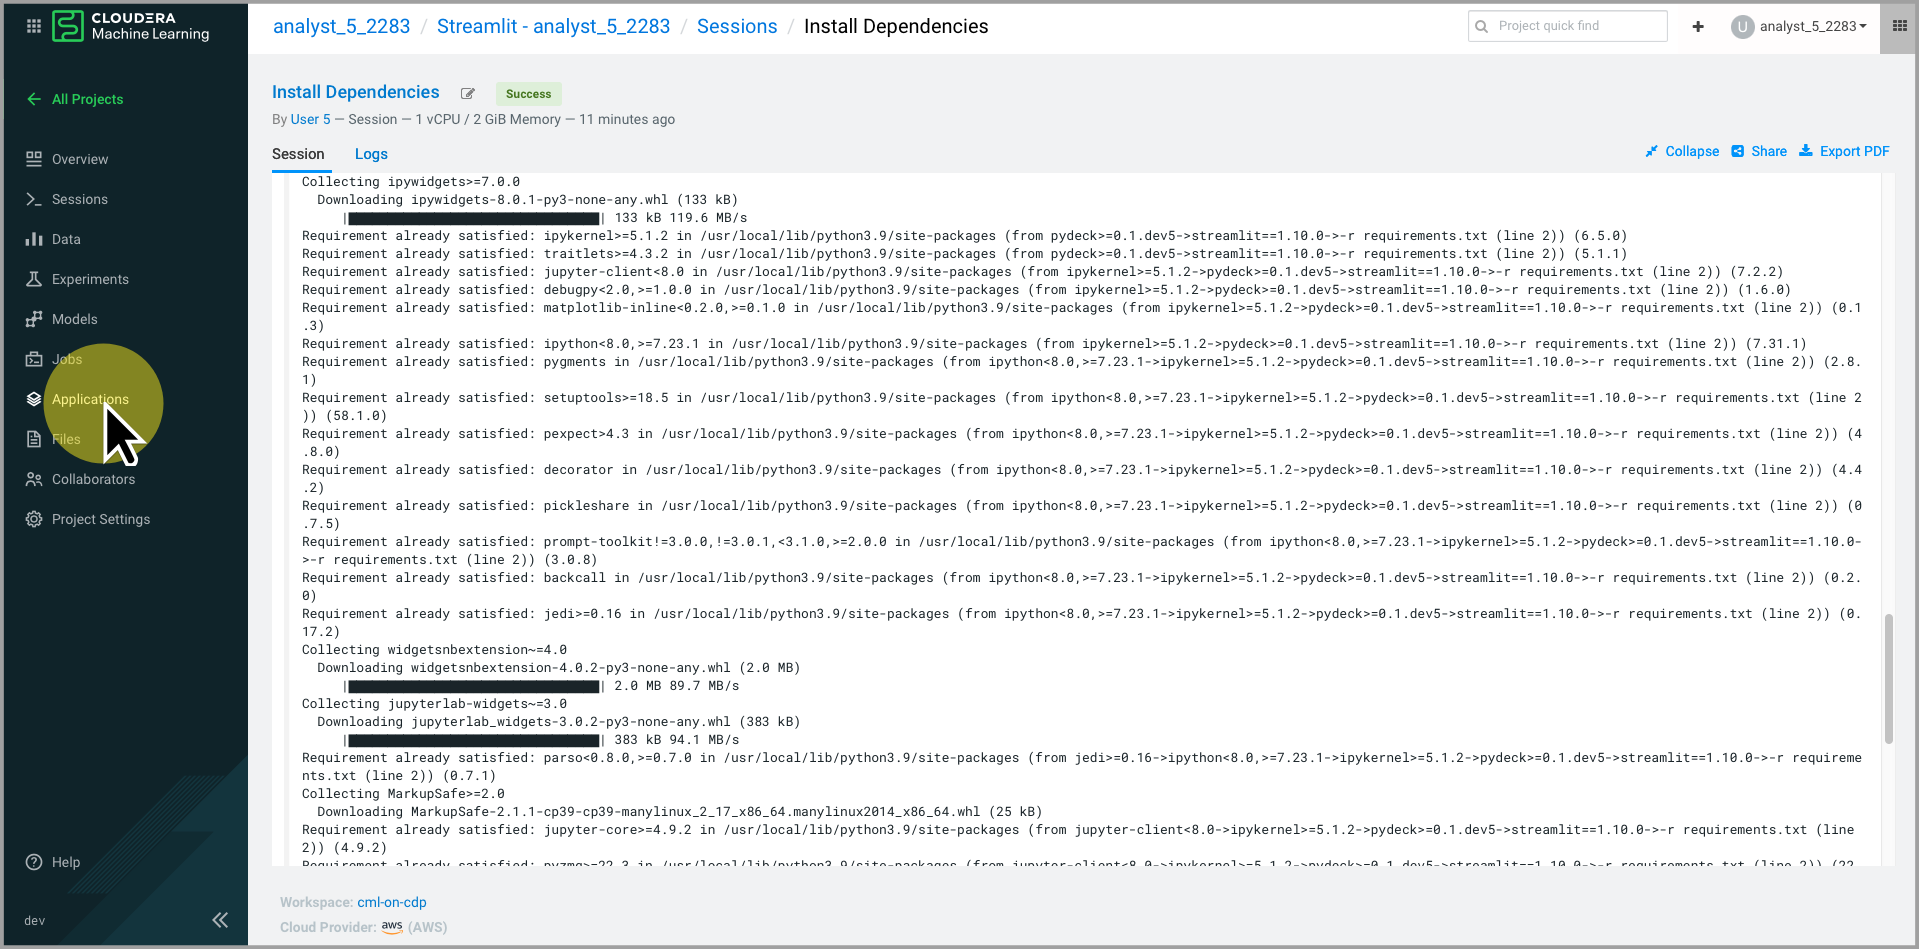 CLOUDERA
Machine Learning
analyst_5_2283 / Streamlit - analyst_5_2283 / Sessions / Install Dependencies
Project quick find
U analyst_5_2283
All Projects
Overview
Sessions
Data
Experiments
Models
Jobs
Applications
Files
Collaborators
Project Settings
Help
dev
Install Dependencies
Success
By User 5 — Session — 1 vCPU / 2 GiB Memory — 11 minutes ago
Session
Logs
Collapse
Share
Export PDF
Collecting ipywidgets>=7.0.0
Downloading ipywidgets-8.0.1-py3-none-any.whl (133 kB)
|████████████████████████████████| 133 kB 119.6 MB/s
Requirement already satisfied: ipykernel>=5.1.2 in /usr/local/lib/python3.9/site-packages (from pydeck>=0.1.dev5->streamlit==1.10.0->-r requirements.txt (line 2)) (6.5.0)
Requirement already satisfied: traitlets>=4.3.2 in /usr/local/lib/python3.9/site-packages (from pydeck>=0.1.dev5->streamlit==1.10.0->-r requirements.txt (line 2)) (5.1.1)
Requirement already satisfied: jupyter-client<8.0 in /usr/local/lib/python3.9/site-packages (from ipykernel>=5.1.2->pydeck>=0.1.dev5->streamlit==1.10.0->-r requirements.txt (line 2)) (7.2.2)
Requirement already satisfied: debugpy<2.0,>=1.0.0 in /usr/local/lib/python3.9/site-packages (from ipykernel>=5.1.2->pydeck>=0.1.dev5->streamlit==1.10.0->-r requirements.txt (line 2)) (1.6.0)
Requirement already satisfied: matplotlib-inline<0.2.0,>=0.1.0 in /usr/local/lib/python3.9/site-packages (from ipykernel>=5.1.2->pydeck>=0.1.dev5->streamlit==1.10.0->-r requirements.txt (line 2)) (0.1
.3)
Requirement already satisfied: ipython<8.0,>=7.23.1 in /usr/local/lib/python3.9/site-packages (from ipykernel>=5.1.2->pydeck>=0.1.dev5->streamlit==1.10.0->-r requirements.txt (line 2)) (7.31.1)
Requirement already satisfied: pygments in /usr/local/lib/python3.9/site-packages (from ipython<8.0,>=7.23.1->ipykernel>=5.1.2->pydeck>=0.1.dev5->streamlit==1.10.0->-r requirements.txt (line 2)) (2.8.
1)
Requirement already satisfied: setuptools>=18.5 in /usr/local/lib/python3.9/site-packages (from ipython<8.0,>=7.23.1->ipykernel>=5.1.2->pydeck>=0.1.dev5->streamlit==1.10.0->-r requirements.txt (line 2
)) (58.1.0)
Requirement already satisfied: pexpect>4.3 in /usr/local/lib/python3.9/site-packages (from ipython<8.0,>=7.23.1->ipykernel>=5.1.2->pydeck>=0.1.dev5->streamlit==1.10.0->-r requirements.txt (line 2)) (4
.8.0)
Requirement already satisfied: decorator in /usr/local/lib/python3.9/site-packages (from ipython<8.0,>=7.23.1->ipykernel>=5.1.2->pydeck>=0.1.dev5->streamlit==1.10.0->-r requirements.txt (line 2)) (4.4
.2)
Requirement already satisfied: pickleshare in /usr/local/lib/python3.9/site-packages (from ipython<8.0,>=7.23.1->ipykernel>=5.1.2->pydeck>=0.1.dev5->streamlit==1.10.0->-r requirements.txt (line 2)) (0
.7.5)
Requirement already satisfied: prompt-toolkit!=3.0.0,!=3.0.1,<3.1.0,>=2.0.0 in /usr/local/lib/python3.9/site-packages (from ipython<8.0,>=7.23.1->ipykernel>=5.1.2->pydeck>=0.1.dev5->streamlit==1.10.0-
>-r requirements.txt (line 2)) (3.0.8)
Requirement already satisfied: backcall in /usr/local/lib/python3.9/site-packages (from ipython<8.0,>=7.23.1->ipykernel>=5.1.2->pydeck>=0.1.dev5->streamlit==1.10.0->-r requirements.txt (line 2)) (0.2.
0)
Requirement already satisfied: jedi>=0.16 in /usr/local/lib/python3.9/site-packages (from ipython<8.0,>=7.23.1->ipykernel>=5.1.2->pydeck>=0.1.dev5->streamlit==1.10.0->-r requirements.txt (line 2)) (0.
17.2)
Collecting widgetsnbextension~=4.0
Downloading widgetsnbextension-4.0.2-py3-none-any.whl (2.0 MB)
|████████████████████████████████| 2.0 MB 89.7 MB/s
Collecting jupyterlab-widgets~=3.0
Downloading jupyterlab_widgets-3.0.2-py3-none-any.whl (383 kB)
|████████████████████████████████| 383 kB 94.1 MB/s
Requirement already satisfied: parso<0.8.0,>=0.7.0 in /usr/local/lib/python3.9/site-packages (from jedi>=0.16->ipython<8.0,>=7.23.1->ipykernel>=5.1.2->pydeck>=0.1.dev5->streamlit==1.10.0->-r requireme
nts.txt (line 2)) (0.7.1)
Collecting MarkupSafe>=2.0
Downloading MarkupSafe-2.1.1-cp39-cp39-manylinux_2_17_x86_64.manylinux2014_x86_64.whl (25 kB)
Requirement already satisfied: jupyter-core>=4.9.2 in /usr/local/lib/python3.9/site-packages (from jupyter-client<8.0->ipykernel>=5.1.2->pydeck>=0.1.dev5->streamlit==1.10.0->-r requirements.txt (line
2)) (4.9.2)
Requirement already satisfied: pyzmq>=22.3 in /usr/local/lib/python3.9/site-packages (from jupyter-client<8.0->ipykernel>=5.1.2->pydeck>=0.1.dev5->streamlit==1.10.0->-r requirements.txt (line 2)) (22
Workspace: cml-on-cdp
Cloud Provider: aws (AWS)